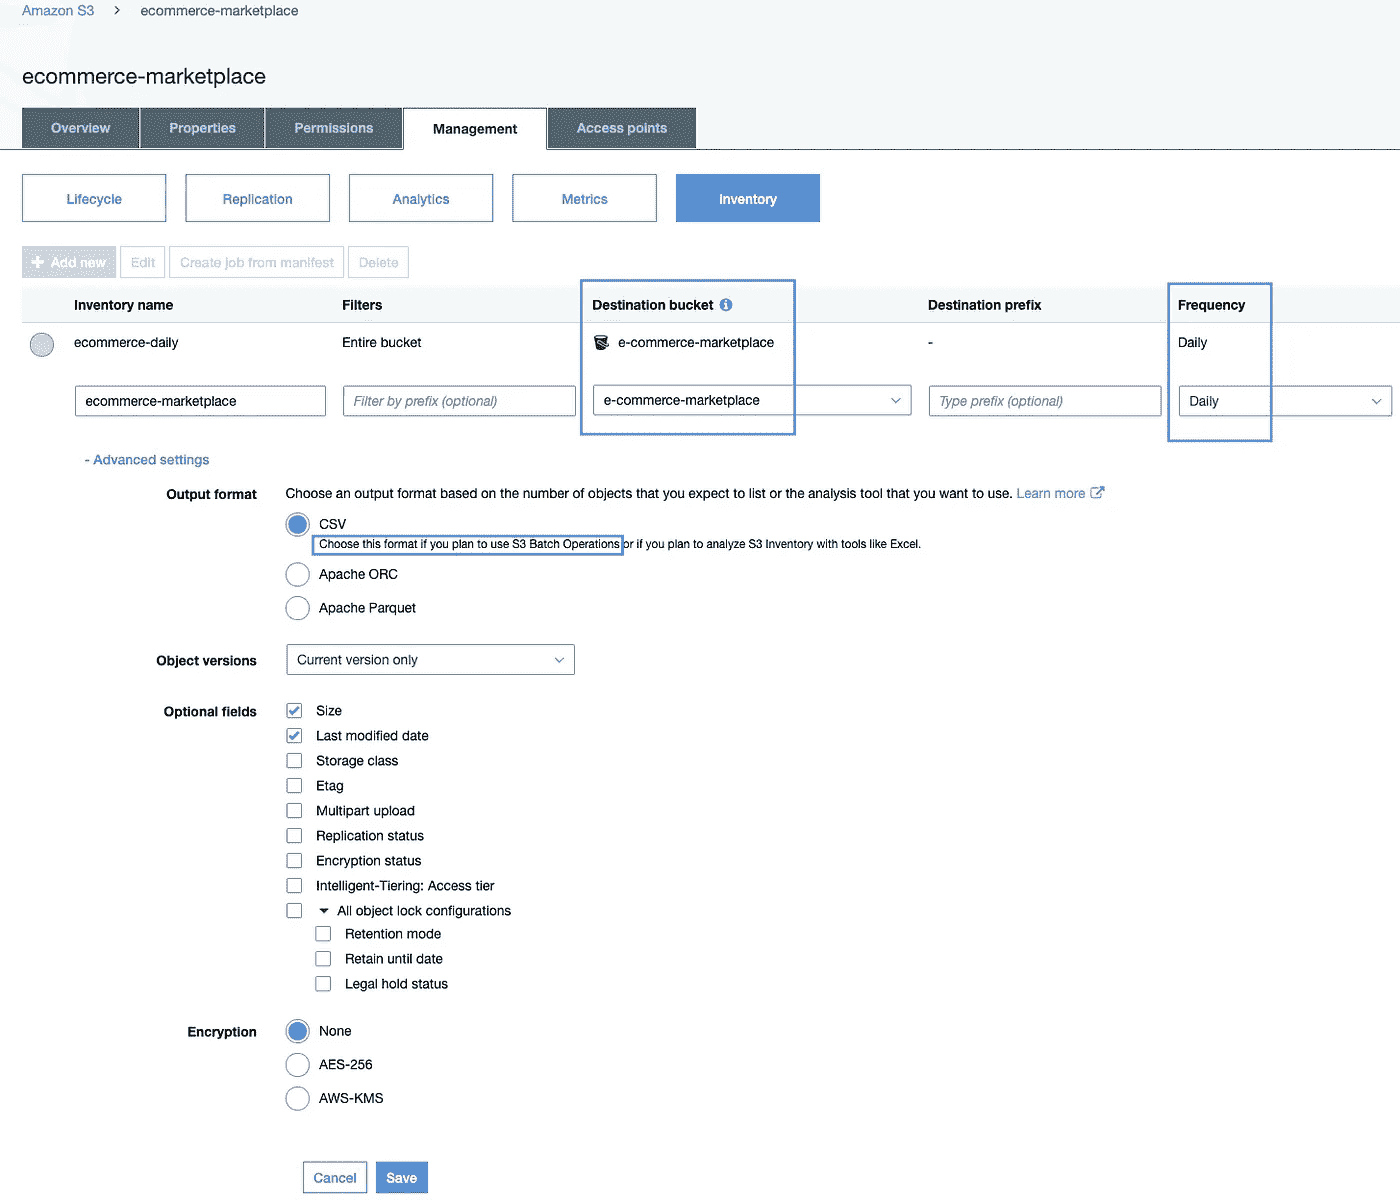 Amazon S3 > ecommerce-marketplace
ecommerce-marketplace
Overview Properties Permissions Management Access points
Lifecycle Replication Analytics Metrics Inventory
+ Add new Edit Create job from manifest Delete
Inventory name Filters Destination bucket Destination prefix Frequency
ecommerce-daily Entire bucket e-commerce-marketplace - Daily
ecommerce-marketplace Filter by prefix (optional) e-commerce-marketplace Type prefix (optional) Daily
- Advanced settings
Output format Choose an output format based on the number of objects that you expect to list or the analysis tool that you want to use. Learn more
CSV
Choose this format if you plan to use S3 Batch Operations or if you plan to analyze S3 Inventory with tools like Excel.
Apache ORC
Apache Parquet
Object versions Current version only
Optional fields Size
Last modified date
Storage class
Etag
Multipart upload
Replication status
Encryption status
Intelligent-Tiering: Access tier
All object lock configurations
Retention mode
Retain until date
Legal hold status
Encryption None
AES-256
AWS-KMS
Cancel Save